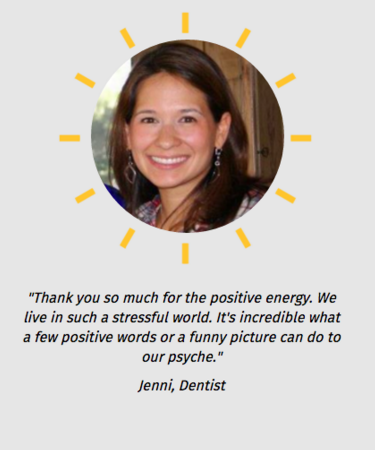 "Thank you so much for the positive energy. We
live in such a stressful world. It's incredible what
a few positive words or a funny picture can do to
our psyche."
Jenni, Dentist